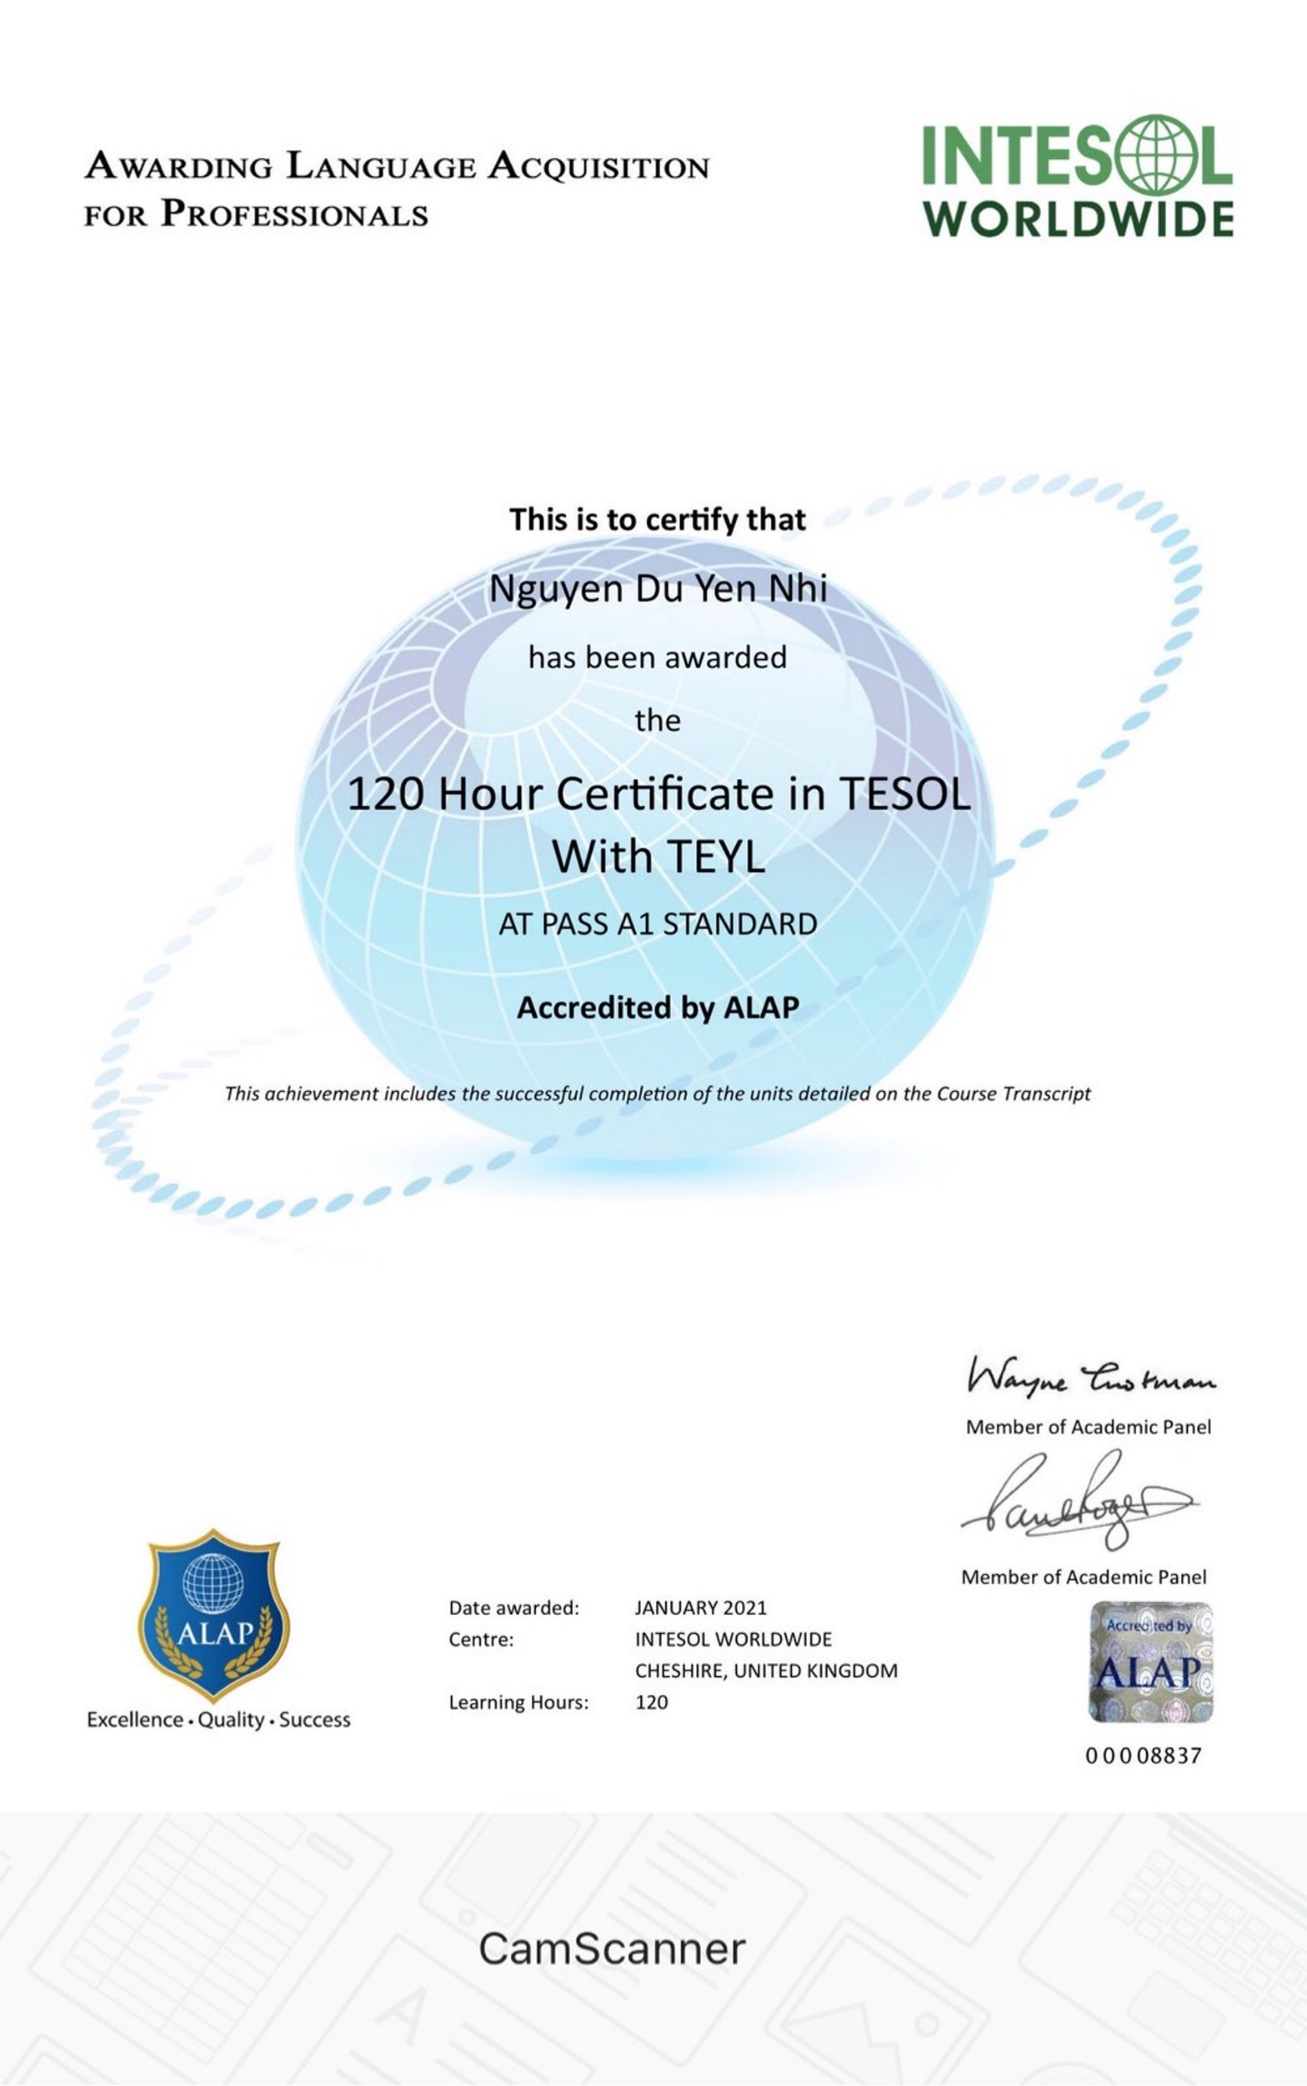 AWARDING LANGUAGE ACQUISITION
FOR PROFESSIONALS
INTESOL
WORLDWIDE
This is to certify that
Nguyen Du Yen Nhi
has been awarded
the
120 Hour Certificate in TESOL
With TEYL
AT PASS A1 STANDARD
Accredited by ALAP
This achievement includes the successful completion of the units detailed on the Course Transcript
Wayne
Member of Academic Panel
Member of Academic Panel
ALAP
Excellence • Quality • Success
Date awarded: JANUARY 2021
Centre: INTESOL WORLDWIDE
CHESHIRE, UNITED KINGDOM
Learning Hours: 120
Accredited by
ALAP
00008837
CamScanner